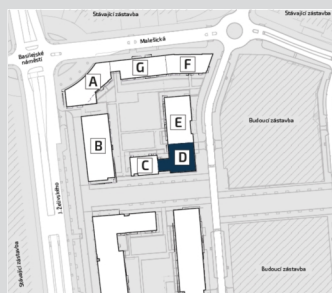 Stávající zástavba
Stávající zástavba
Malešická
Basilejské
náměstí
G
F
A
E
B
D
C
Budoucí zástavba
J. Želivského
Stávající zástavba
Budoucí zástavba